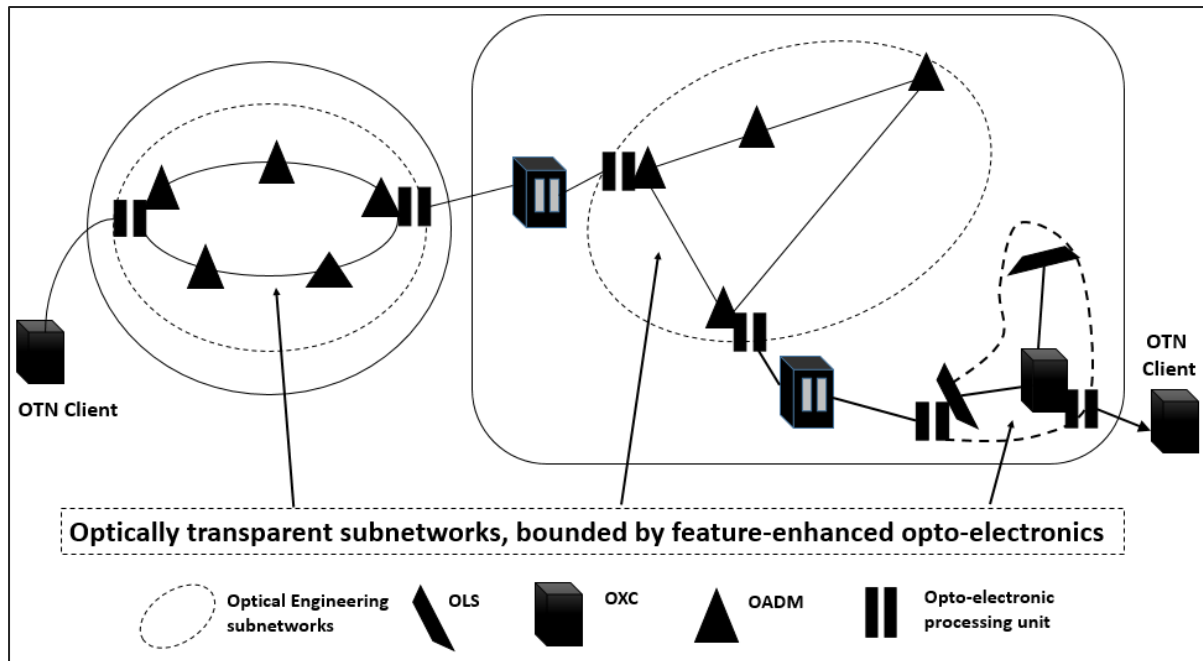 OTN Client
OTN
Client
Optically transparent subnetworks, bounded by feature-enhanced opto-electronics
Optical Engineering
subnetworks
OLS
OXC
OADM
Opto-electronic
processing unit